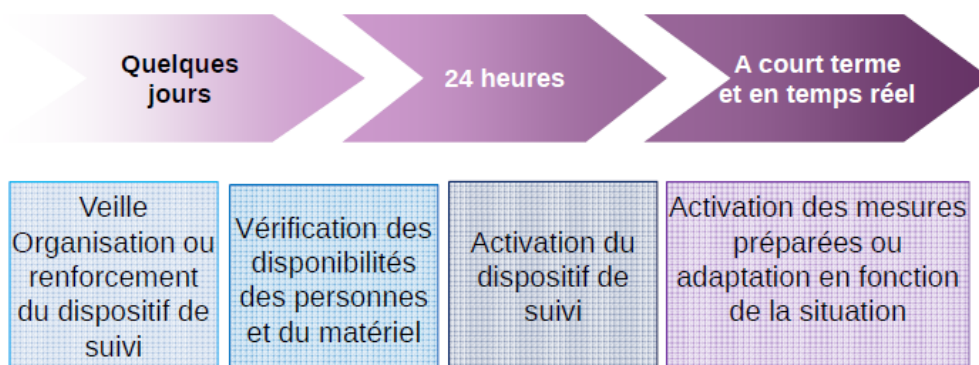 Quelques
jours
24 heures
A court terme
et en temps réel
Veille
Organisation ou
renforcement
du dispositif de
suivi
Vérification des
disponibilités
des personnes
et du matériel
Activation du
dispositif de
suivi
Activation des mesures
préparées ou
adaptation en fonction
de la situation